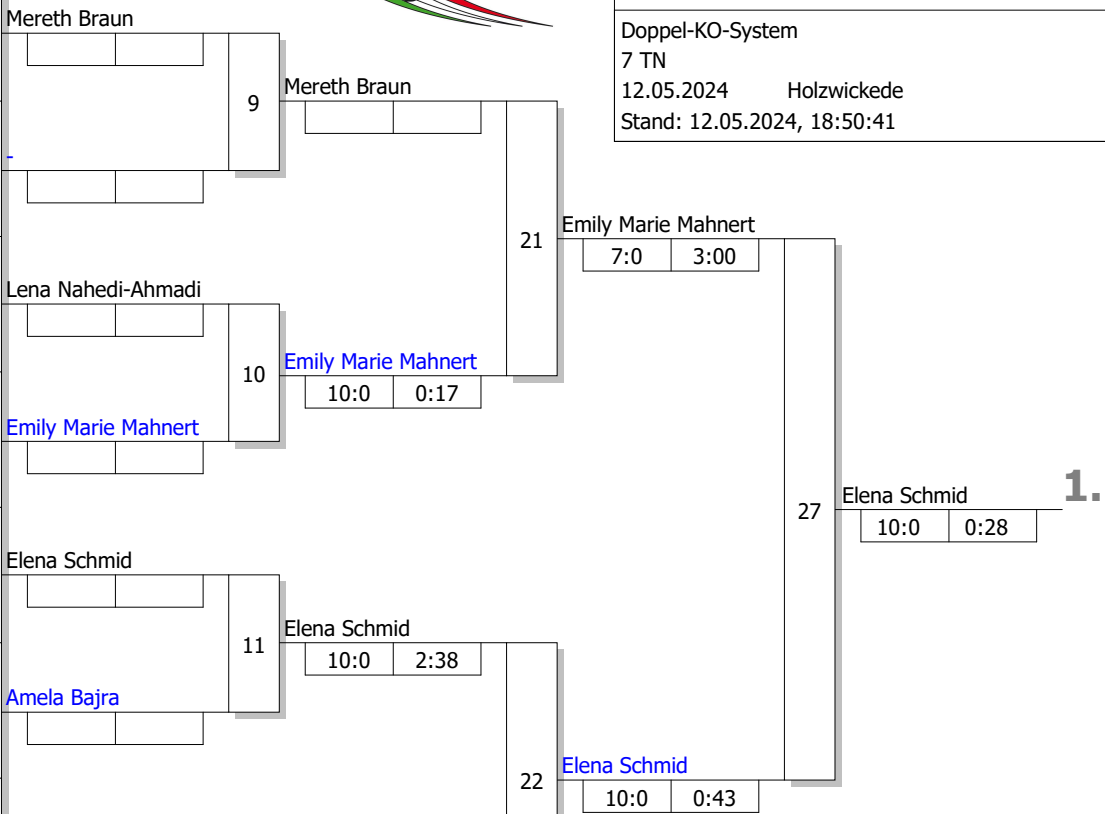 Mereth Braun
Doppel-KO-System
7 TN
12.05.2024 Holzwickede
Stand: 12.05.2024, 18:50:41
9
Mereth Braun
-
21
Emily Marie Mahnert
7:0 3:00
Lena Nahedi-Ahmadi
10
Emily Marie Mahnert
10:0 0:17
Emily Marie Mahnert
27
Elena Schmid
1.
10:0 0:28
Elena Schmid
11
Elena Schmid
10:0 2:38
Amela Bajra
22
Elena Schmid
10:0 0:43